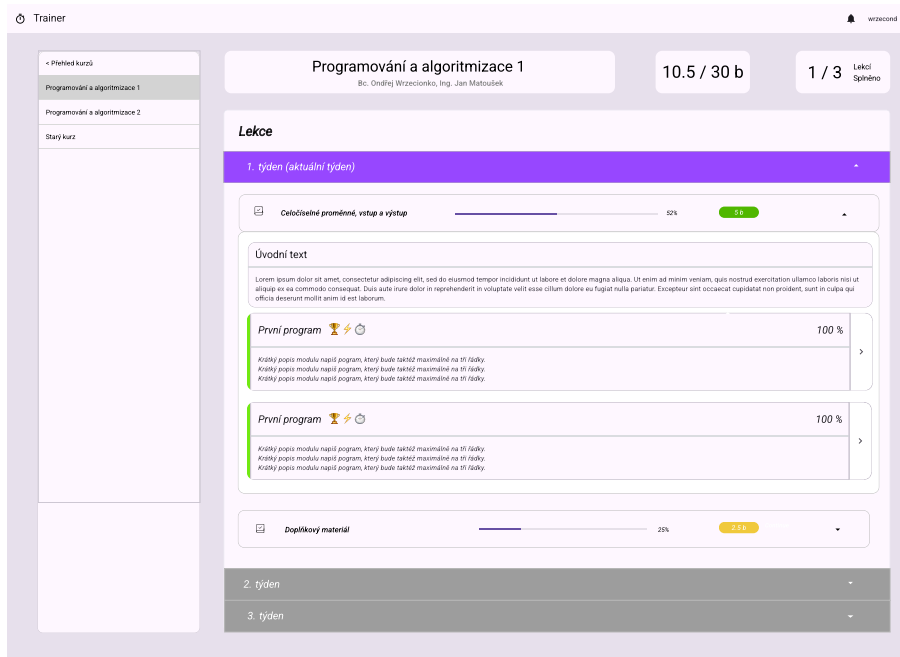 Trainer
wrzecond
< Přehled kurzů
Programování a algoritmizace 1
Programování a algoritmizace 2
Starý kurz
Programování a algoritmizace 1
Bc. Ondřej Wrzecionko, Ing. Jan Matoušek
10.5 / 30 b
1 / 3
Lekcí
Splněno
Lekce
1. týden (aktuální týden)
Celočíselné proměnné, vstup a výstup
52%
5 b
Úvodní text
Lorem ipsum dolor sit amet, consectetur adipiscing elit, sed do eiusmod tempor incididunt ut labore et dolore magna aliqua. Ut enim ad minim veniam, quis nostrud exercitation ullamco laboris nisi ut
aliquip ex ea commodo consequat. Duis aute irure dolor in reprehenderit in voluptate velit esse cillum dolore eu fugiat nulla pariatur. Excepteur sint occaecat cupidatat non proident, sunt in culpa qui
officia deserunt mollit anim id est laborum.
První program
100 %
Krátký popis modulu napiš pogram, který bude taktéž maximálně na tři řádky.
Krátký popis modulu napiš pogram, který bude taktéž maximálně na tři řádky.
Krátký popis modulu napiš pogram, který bude taktéž maximálně na tři řádky.
První program
100 %
Krátký popis modulu napiš pogram, který bude taktéž maximálně na tři řádky.
Krátký popis modulu napiš pogram, který bude taktéž maximálně na tři řádky.
Krátký popis modulu napiš pogram, který bude taktéž maximálně na tři řádky.
Doplňkový materiál
25%
2.5 b
2. týden
3. týden